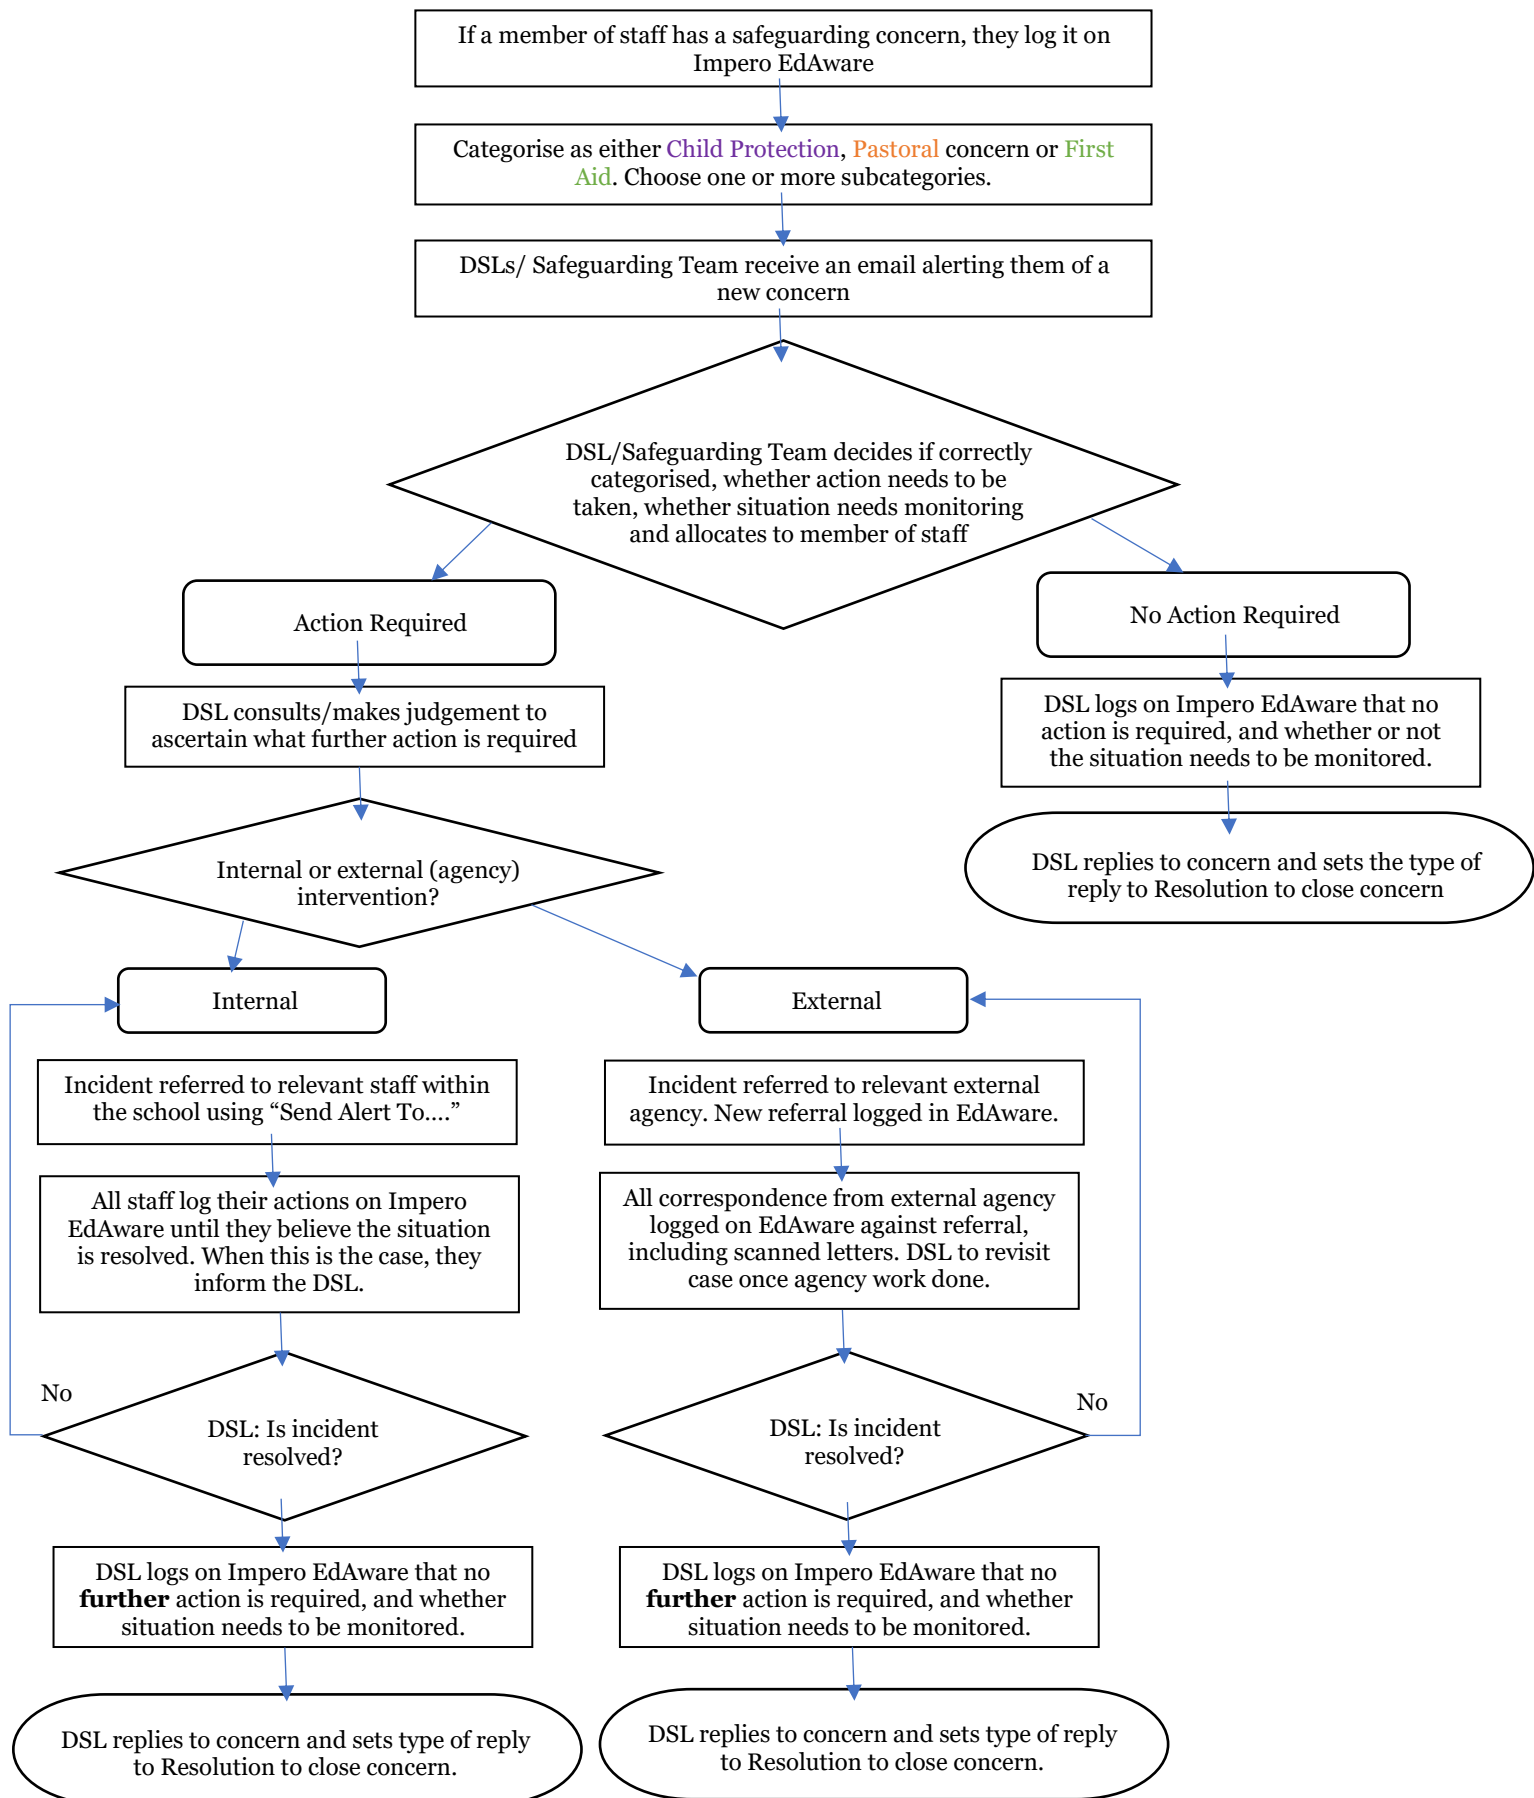 If a member of staff has a safeguarding concern, they log it on
Impero EdAware
Categorise as either Child Protection, Pastoral concern or First
Aid. Choose one or more subcategories.
DSLs/ Safeguarding Team receive an email alerting them of a
new concern
DSL/Safeguarding Team decides if correctly
categorised, whether action needs to be
taken, whether situation needs monitoring
and allocates to member of staff
Action Required
No Action Required
DSL consults/makes judgement to
ascertain what further action is required
DSL logs on Impero EdAware that no
action is required, and whether or not
the situation needs to be monitored.
Internal or external (agency)
intervention?
DSL replies to concern and sets the type of
reply to Resolution to close concern
Internal
External
Incident referred to relevant staff within
the school using “Send Alert To….”
Incident referred to relevant external
agency. New referral logged in EdAware.
All staff log their actions on Impero
EdAware until they believe the situation
is resolved. When this is the case, they
inform the DSL.
All correspondence from external agency
logged on EdAware against referral,
including scanned letters. DSL to revisit
case once agency work done.
No
DSL: Is incident
resolved?
No
DSL: Is incident
resolved?
DSL logs on Impero EdAware that no
further action is required, and whether
situation needs to be monitored.
DSL logs on Impero EdAware that no
further action is required, and whether
situation needs to be monitored.
DSL replies to concern and sets type of reply
to Resolution to close concern.
DSL replies to concern and sets type of reply
to Resolution to close concern.